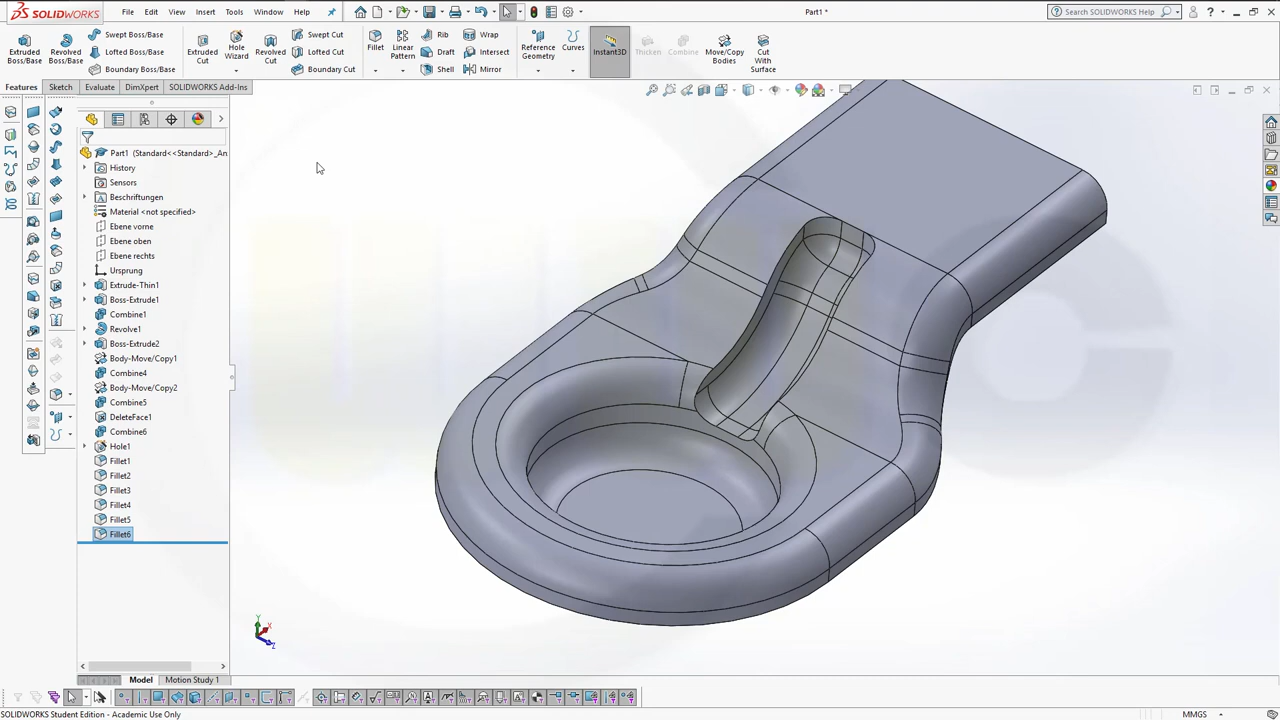 SOLIDWORKS File Edit View Insert Tools Window Help Part1 * Search SOLIDWORKS Help
Extruded Boss/Base
Revolved Boss/Base
Swept Boss/Base
Lofted Boss/Base
Boundary Boss/Base
Extruded Cut
Hole Wizard
Revolved Cut
Swept Cut
Lofted Cut
Boundary Cut
Fillet
Linear Pattern
Rib
Draft
Shell
Wrap
Intersect
Mirror
Reference Geometry
Curves
Instant3D
Thicken
Combine
Move/Copy Bodies
Cut With Surface
Features Sketch Evaluate DimXpert SOLIDWORKS Add-Ins
Part1 (Standard<<Standard>_An
History
Sensors
Beschriftungen
Material <not specified>
Ebene vorne
Ebene oben
Ebene rechts
Ursprung
Extrude-Thin1
Boss-Extrude1
Combine1
Revolve1
Boss-Extrude2
Body-Move/Copy1
Combine4
Body-Move/Copy2
Combine5
DeleteFace1
Combine6
Hole1
Fillet1
Fillet2
Fillet3
Fillet4
Fillet5
Fillet6
Y X Z
Model Motion Study 1
SOLIDWORKS Student Edition - Academic Use Only MMGS